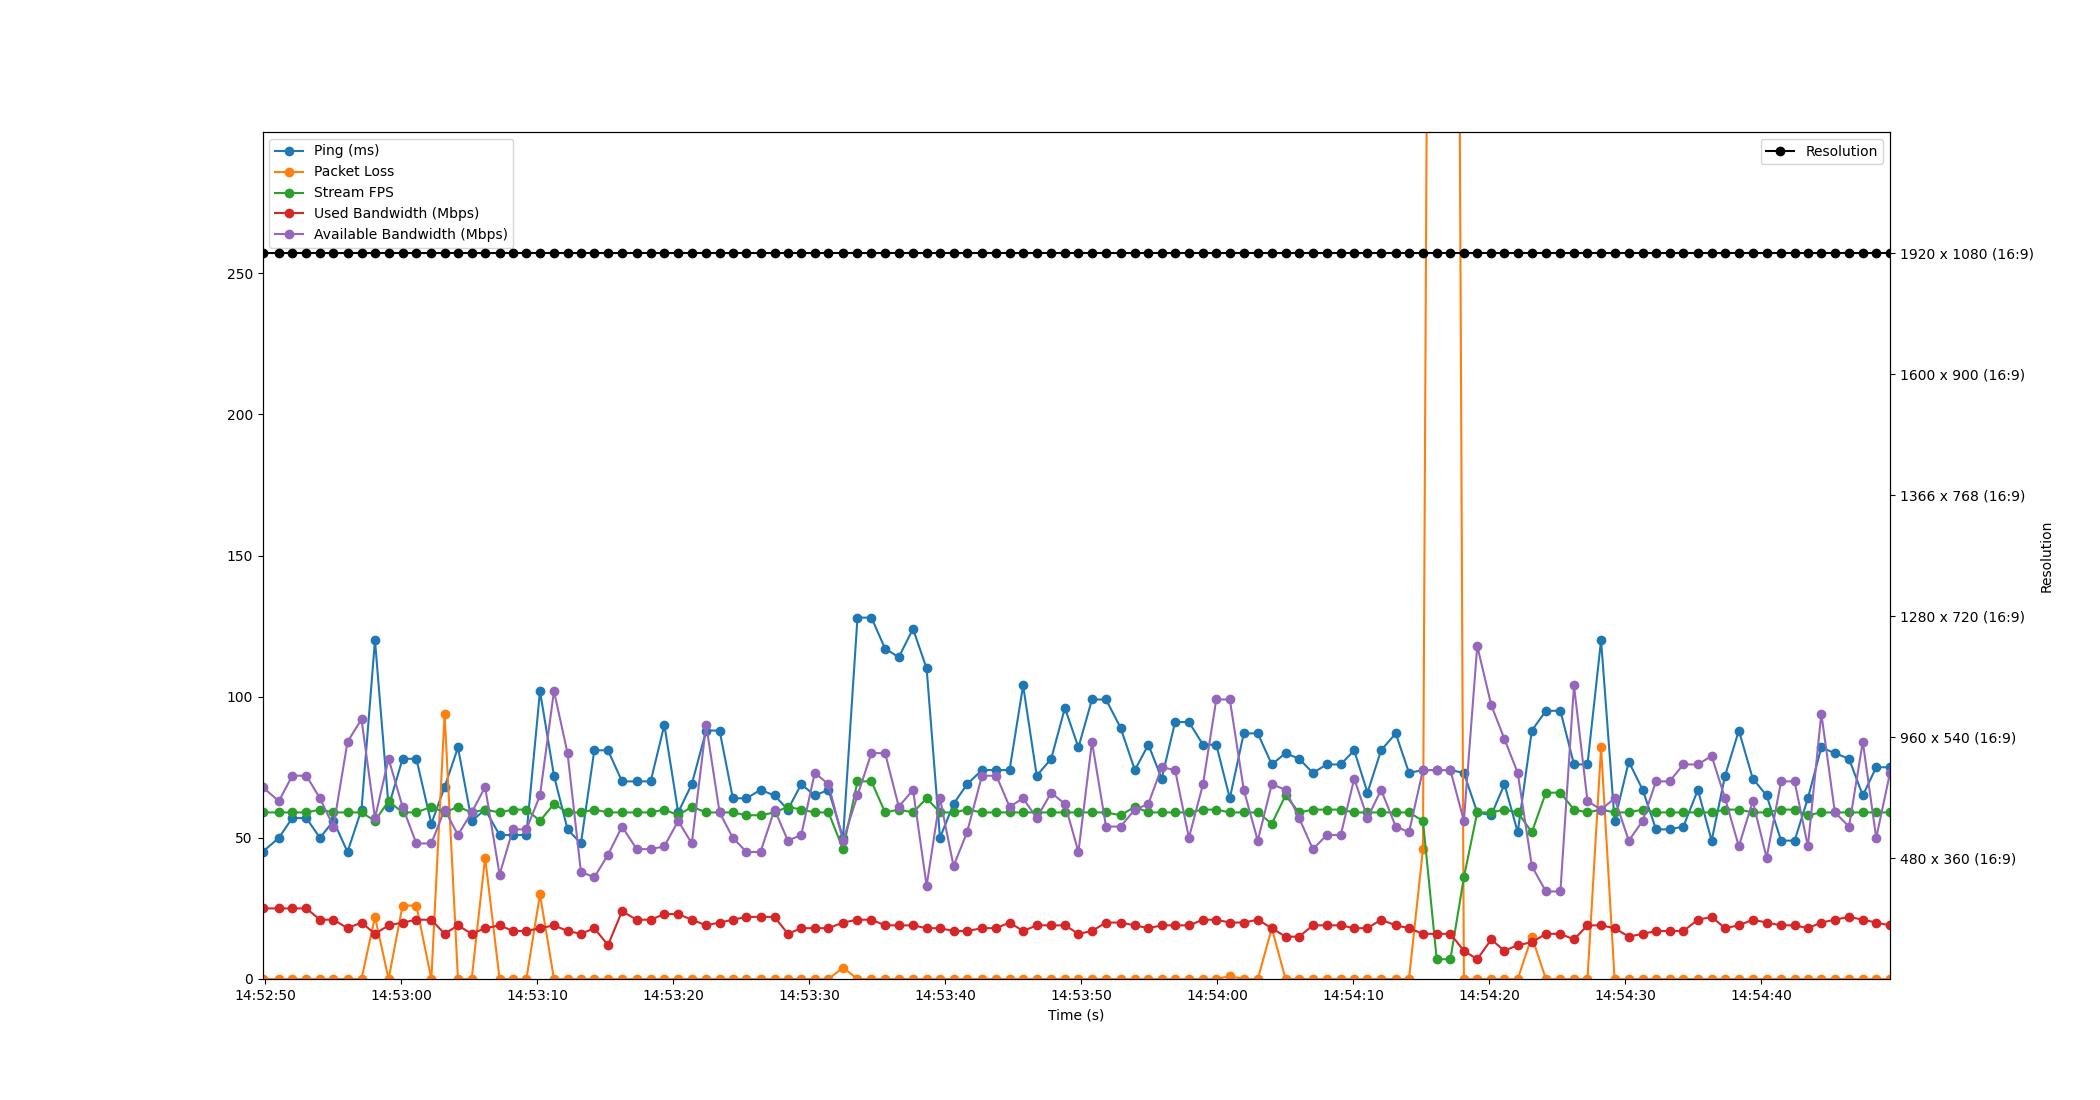 Ping (ms)
Packet Loss
Stream FPS
Used Bandwidth (Mbps)
Available Bandwidth (Mbps)
Resolution
250
200
150
100
50
0
1920 x 1080 (16:9)
1600 x 900 (16:9)
1366 x 768 (16:9)
1280 x 720 (16:9)
960 x 540 (16:9)
480 x 360 (16:9)
Resolution
14:52:50 14:53:00 14:53:10 14:53:20 14:53:30 14:53:40 14:53:50 14:54:00 14:54:10 14:54:20 14:54:30 14:54:40
Time (s)